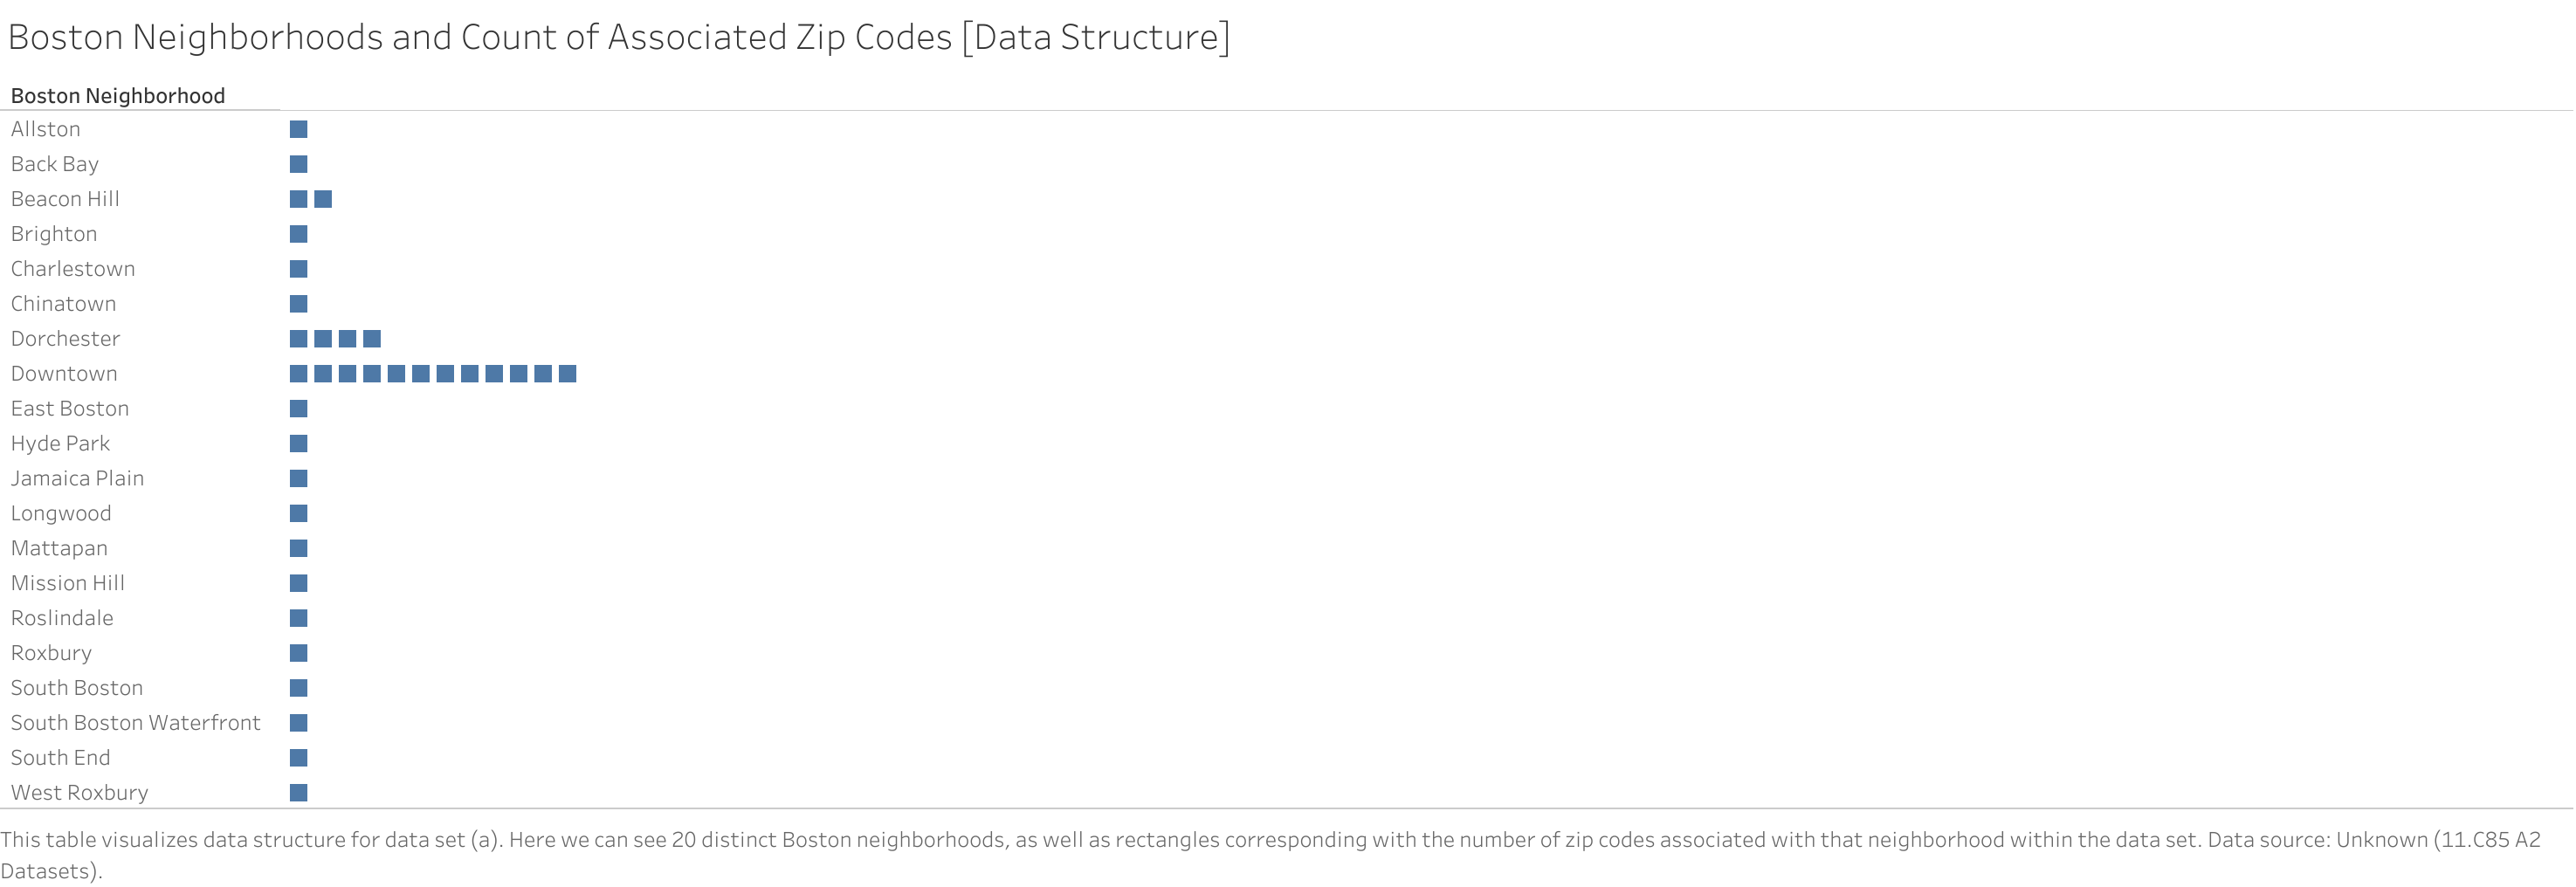 Boston Neighborhoods and Count of Associated Zip Codes [Data Structure]
Boston Neighborhood
Allston
Back Bay
Beacon Hill
Brighton
Charlestown
Chinatown
Dorchester
Downtown
East Boston
Hyde Park
Jamaica Plain
Longwood
Mattapan
Mission Hill
Roslindale
Roxbury
South Boston
South Boston Waterfront
South End
West Roxbury
This table visualizes data structure for data set (a). Here we can see 20 distinct Boston neighborhoods, as well as rectangles corresponding with the number of zip codes associated with that neighborhood within the data set. Data source: Unknown (11.C85 A2
Datasets).